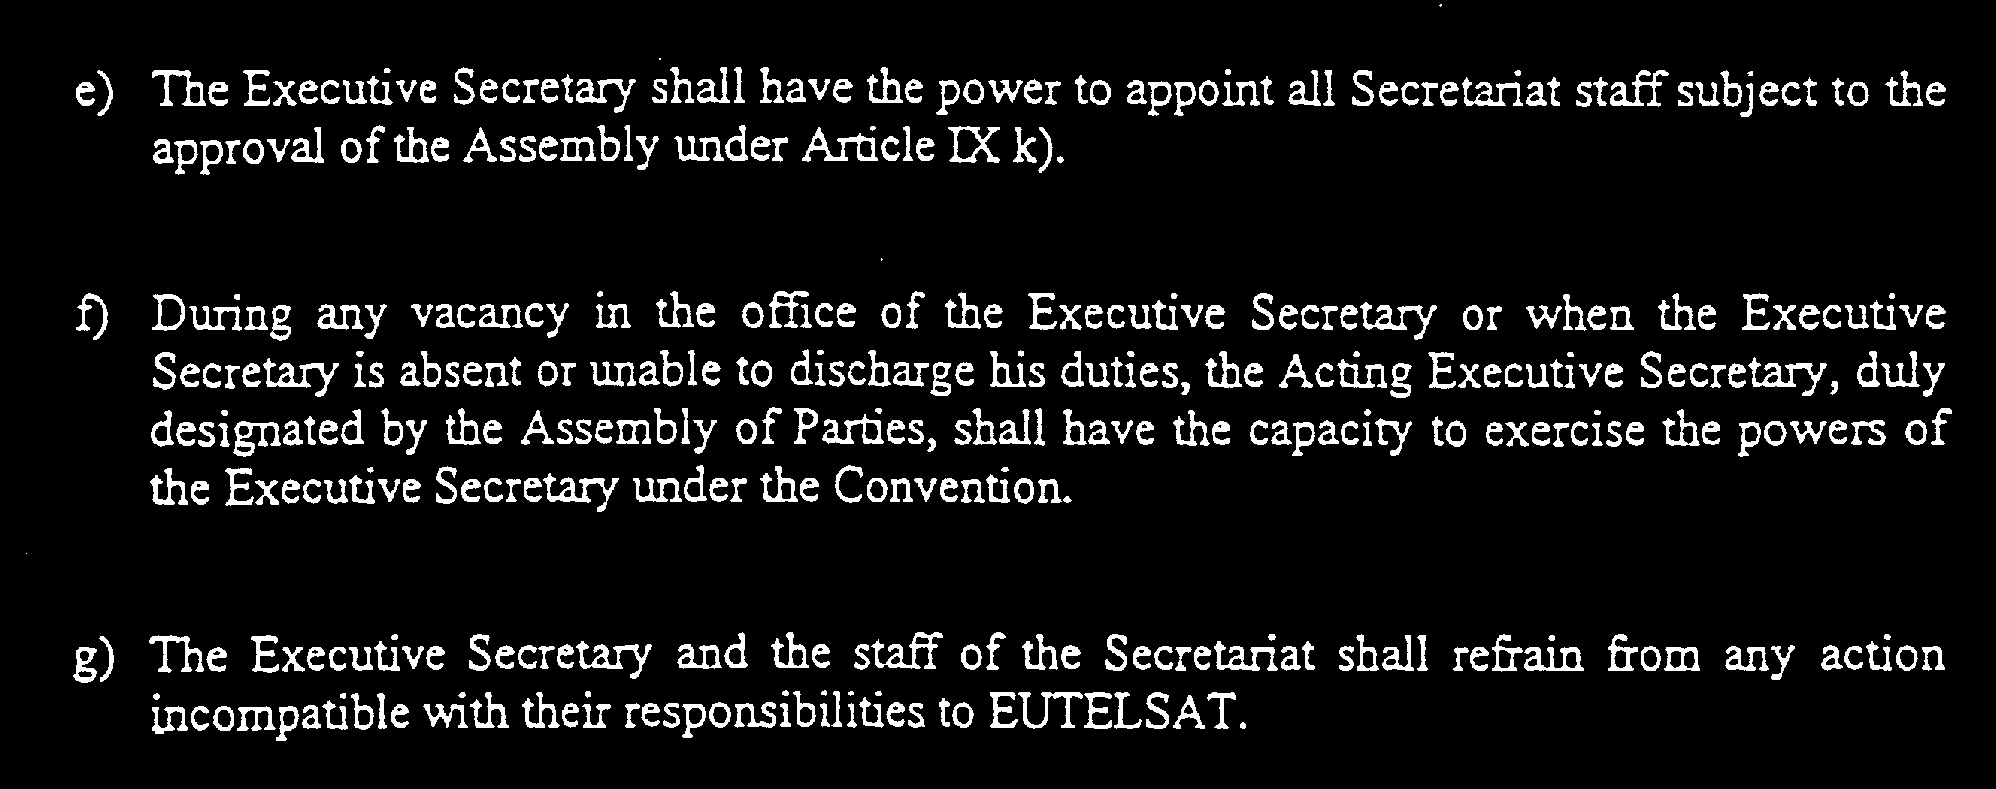 e) The Executive Secretary shall have the power to appoint all Secretariat staff subject to the
approval of the Assembly under Article IX k).
f) During any vacancy in the office of the Executive Secretary or when the Executive
Secretary is absent or unable to discharge his duties, the Acting Executive Secretary, duly
designated by the Assembly of Parties, shall have the capacity to exercise the powers of
the Executive Secretary under the Convention.
g) The Executive Secretary and the staff of the Secretariat shall refrain from any action
incompatible with their responsibilities to EUTELSAT.